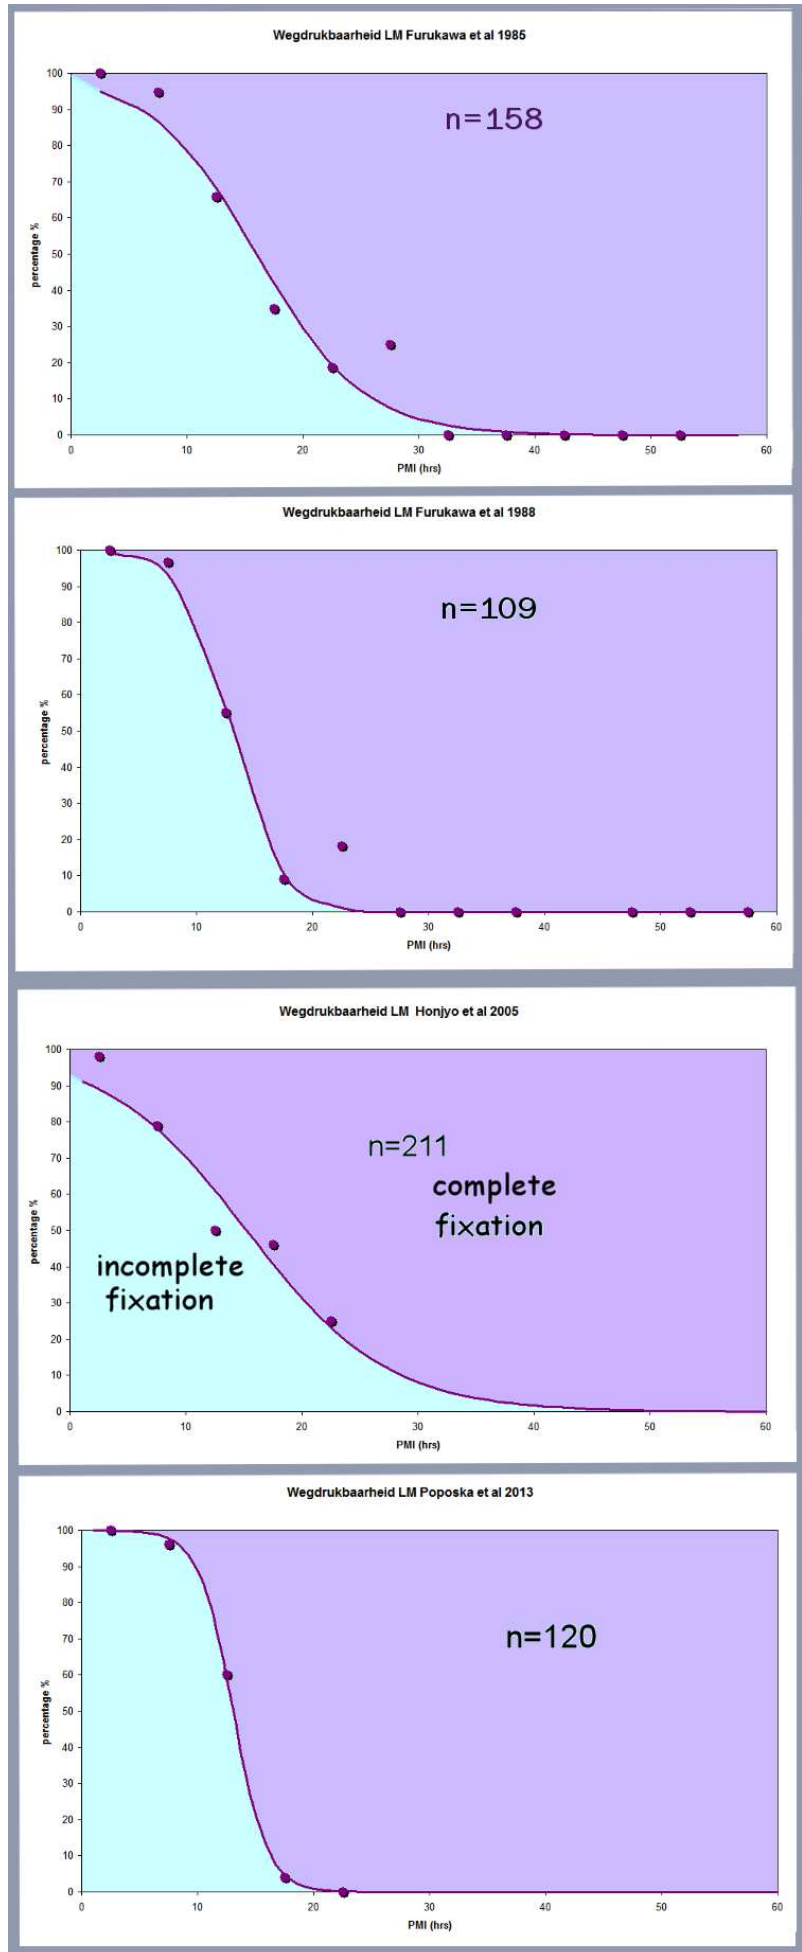 Wegdrukbaarheid LM Furukawa et al 1985
n=158
percentage %
100
90
80
70
60
50
40
30
20
10
0
0 10 20 30 40 50 60
PMI (hrs)
Wegdrukbaarheid LM Furukawa et al 1988
n=109
percentage %
100
90
80
70
60
50
40
30
20
10
0
0 10 20 30 40 50 60
PMI (hrs)
Wegdrukbaarheid LM Honjyo et al 2005
n=211
complete
fixation
incomplete
fixation
percentage %
100
90
80
70
60
50
40
30
20
10
0
0 10 20 30 40 50 60
PMI (hrs)
Wegdrukbaarheid LM Poposka et al 2013
n=120
percentage %
100
90
80
70
60
50
40
30
20
10
0
0 10 20 30 40 50 60
PMI (hrs)